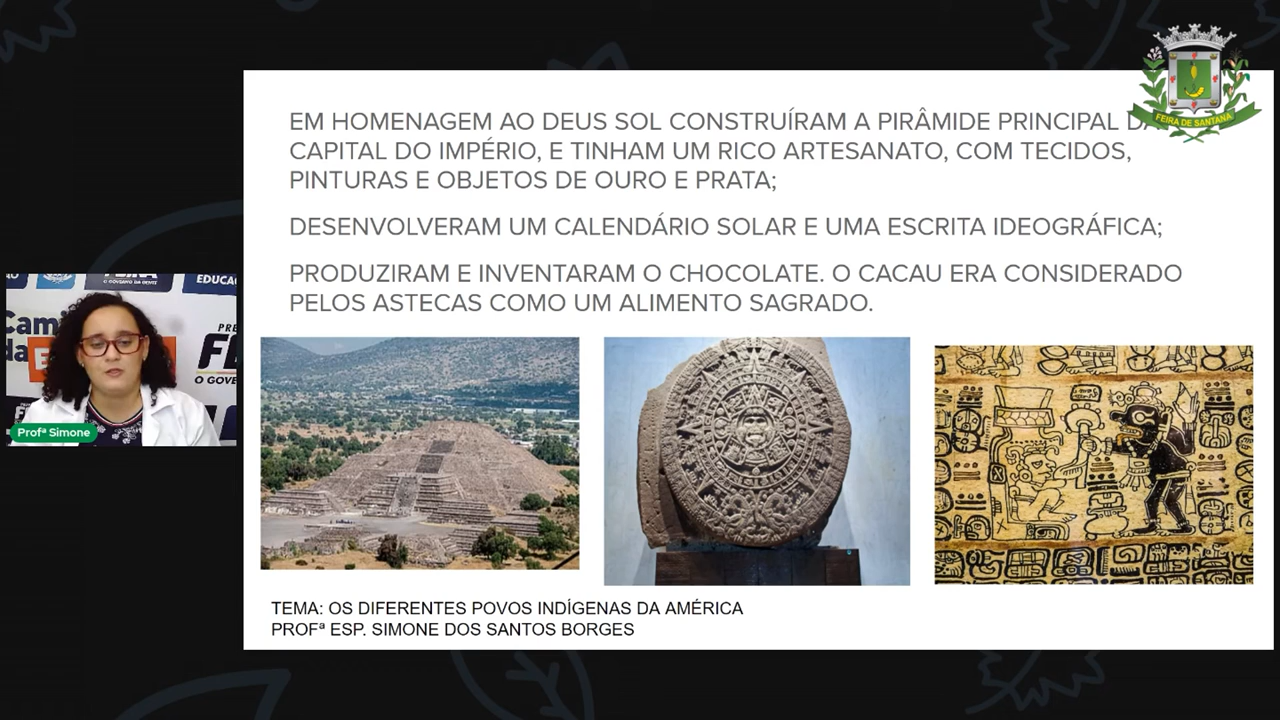 FEIRA DE SANTANA
EM HOMENAGEM AO DEUS SOL CONSTRUÍRAM A PIRÂMIDE PRINCIPAL DA
CAPITAL DO IMPÉRIO, E TINHAM UM RICO ARTESANATO, COM TECIDOS,
PINTURAS E OBJETOS DE OURO E PRATA;
DESENVOLVERAM UM CALENDÁRIO SOLAR E UMA ESCRITA IDEOGRÁFICA;
PRODUZIRAM E INVENTARAM O CHOCOLATE. O CACAU ERA CONSIDERADO
PELOS ASTECAS COMO UM ALIMENTO SAGRADO.
Profª Simone
TEMA: OS DIFERENTES POVOS INDÍGENAS DA AMÉRICA
PROFª ESP. SIMONE DOS SANTOS BORGES